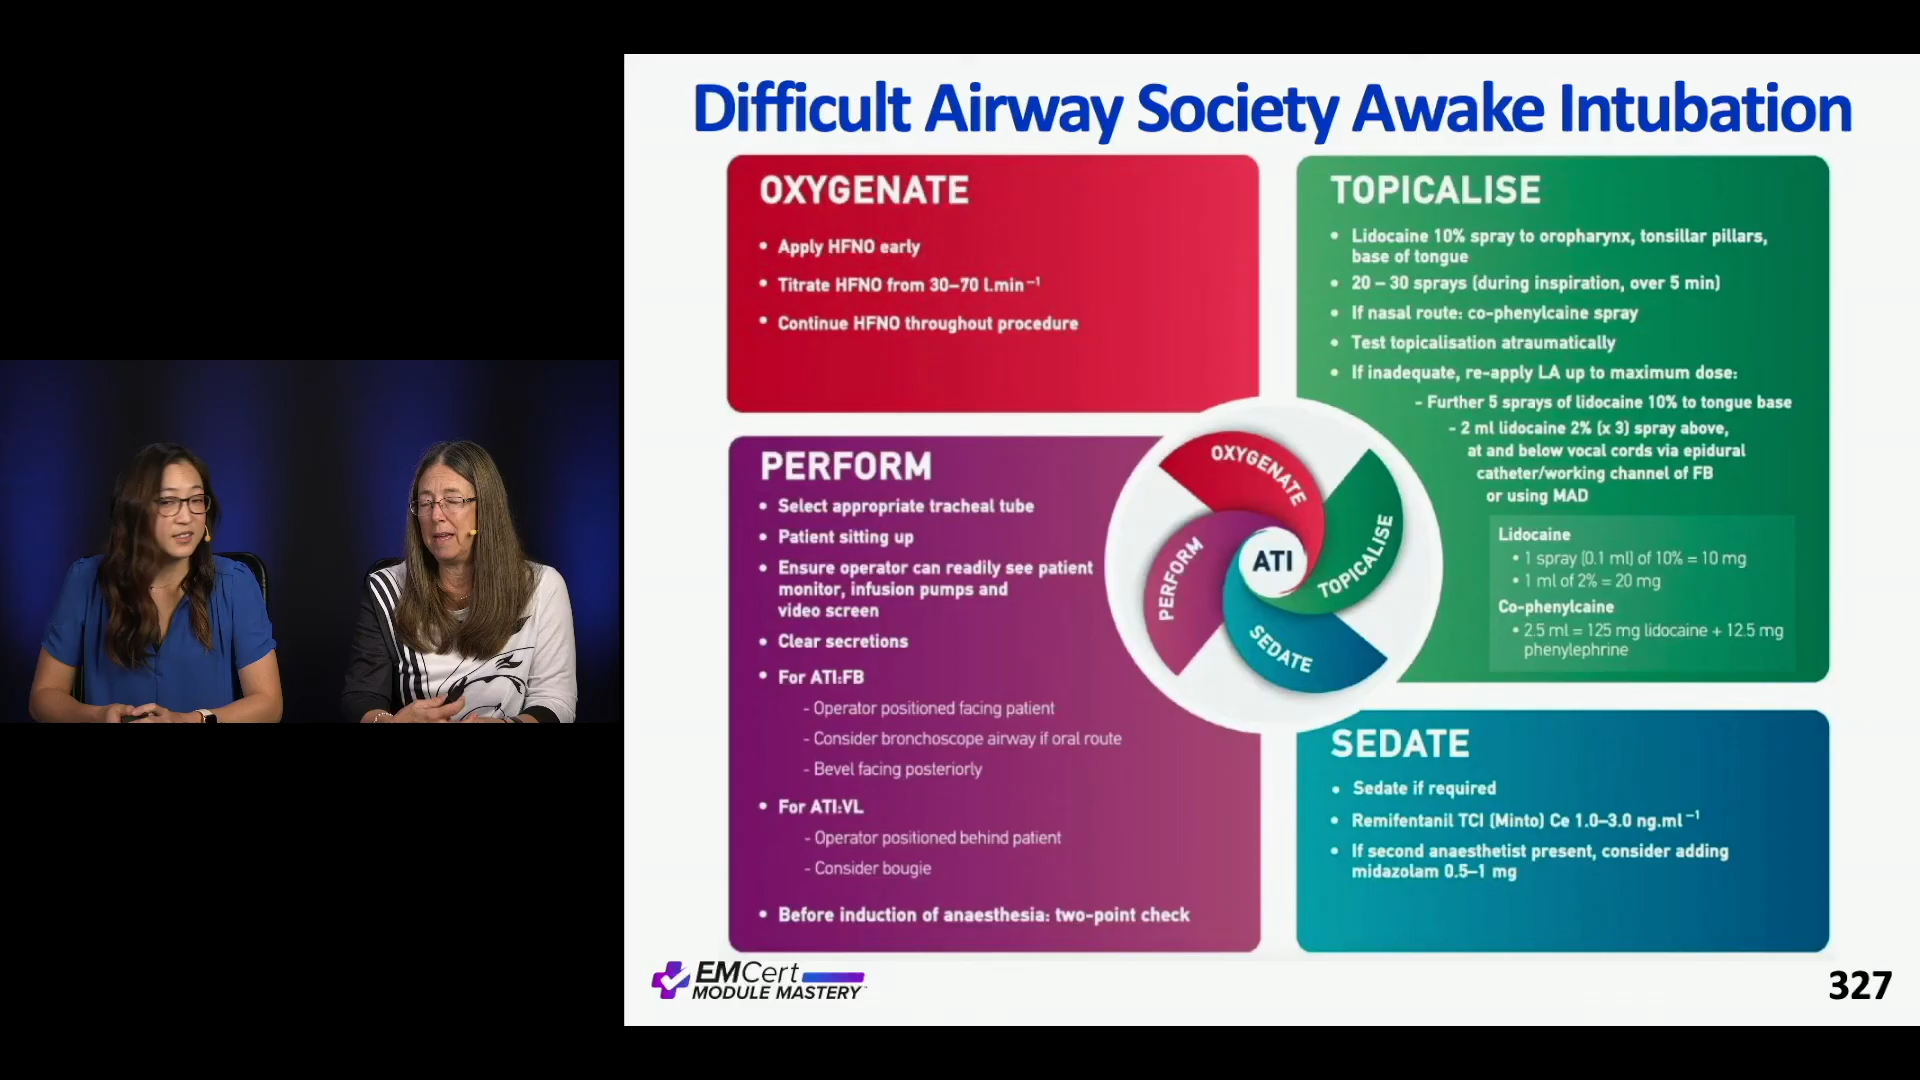 Difficult Airway Society Awake Intubation
OXYGENATE
• Apply HFNO early
• Titrate HFNO from 30–70 l.min⁻¹
• Continue HFNO throughout procedure
TOPICALISE
• Lidocaine 10% spray to oropharynx, tonsillar pillars,
base of tongue
• 20 – 30 sprays (during inspiration, over 5 min)
• If nasal route: co-phenylcaine spray
• Test topicalisation atraumatically
• If inadequate, re-apply LA up to maximum dose:
- Further 5 sprays of lidocaine 10% to tongue base
- 2 ml lidocaine 2% (x 3) spray above,
at and below vocal cords via epidural
catheter/working channel of FB
or using MAD
Lidocaine
• 1 spray (0.1 ml) of 10% = 10 mg
• 1 ml of 2% = 20 mg
Co-phenylcaine
• 2.5 ml = 125 mg lidocaine + 12.5 mg
phenylephrine
PERFORM
• Select appropriate tracheal tube
• Patient sitting up
• Ensure operator can readily see patient
monitor, infusion pumps and
video screen
• Clear secretions
• For ATI:FB
- Operator positioned facing patient
- Consider bronchoscope airway if oral route
- Bevel facing posteriorly
• For ATI:VL
- Operator positioned behind patient
- Consider bougie
• Before induction of anaesthesia: two-point check
OXYGENATE
TOPICALISE
ATI
PERFORM
SEDATE
SEDATE
• Sedate if required
• Remifentanil TCI (Minto) Ce 1.0–3.0 ng.ml⁻¹
• If second anaesthetist present, consider adding
midazolam 0.5–1 mg
EMCert
MODULE MASTERY
327